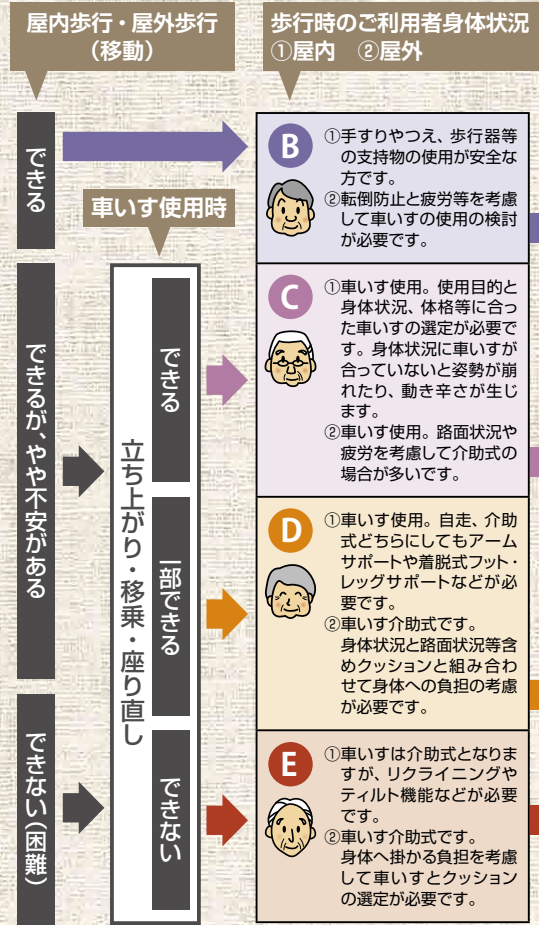 屋内歩行・屋外歩行
（移動）
歩行時のご利用者身体状況
①屋内　②屋外
できる
車いす使用時
できるが、やや不安がある
できない（困難）
立ち上がり・移乗・座り直し
できる
一部できる
できない
B
①手すりやつえ、歩行器等
の支持物の使用が安全な
方です。
②転倒防止と疲労等を考慮
して車いすの使用の検討
が必要です。
C
①車いす使用。使用目的と
身体状況、体格等に合っ
た車いすの選定が必要で
す。身体状況に車いすが
合っていないと姿勢が崩
れたり、動き辛さが生じ
ます。
②車いす使用。路面状況や
疲労を考慮して介助式の
場合が多いです。
D
①車いす使用。自走、介助
式どちらにしてもアーム
サポートや着脱式フット・
レッグサポートなどが必
要です。
②車いす介助式です。
身体状況と路面状況等含
めクッションと組み合わ
せて身体への負担の考慮
が必要です。
E
①車いすは介助式となりま
すが、リクライニングや
ティルト機能などが必要
です。
②車いす介助式です。
身体へ掛かる負担を考慮
して車いすとクッション
の選定が必要です。